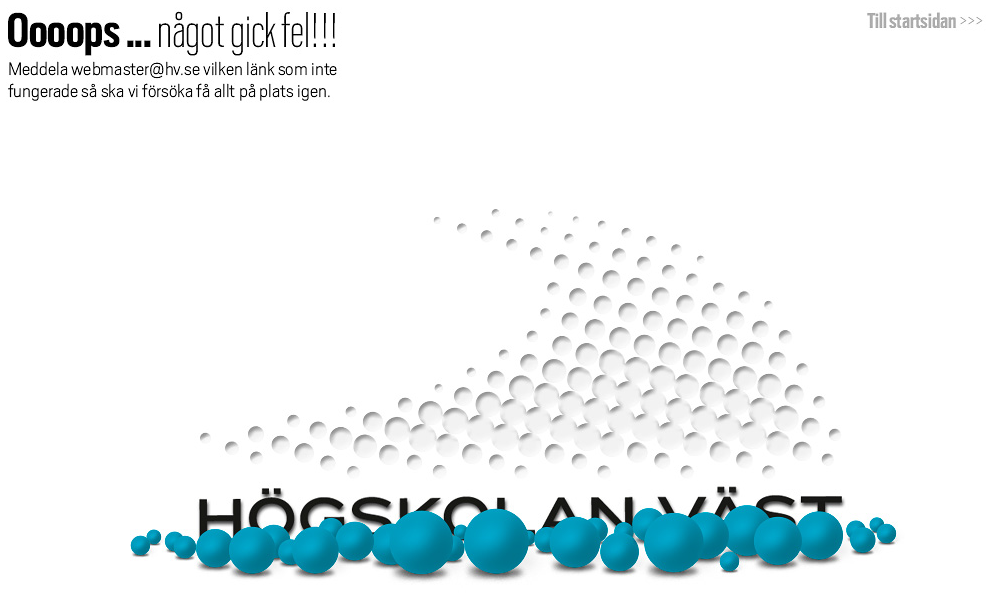 Oooops ... något gick fel!!!
Till startsidan >>>
Meddela webmaster@hv.se vilken länk som inte
fungerade så ska vi försöka få allt på plats igen.
HÖGSKOLAN VÄST